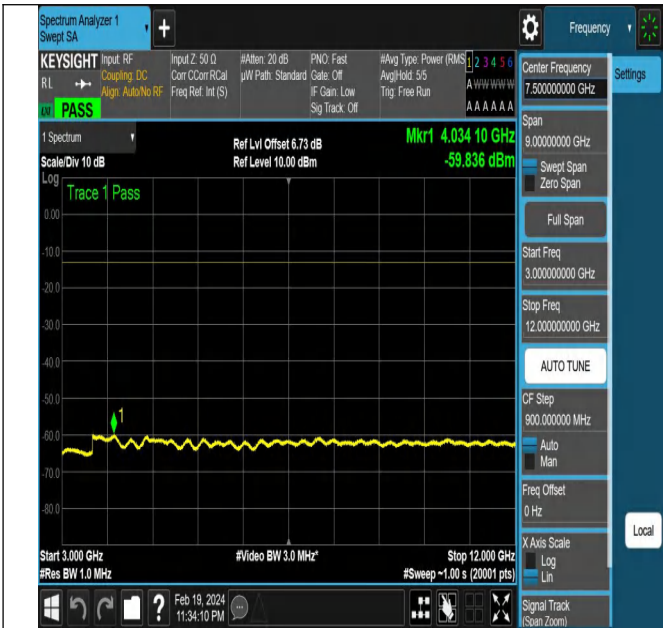 Spectrum Analyzer 1
Swept SA
Frequency
Settings
KEYSIGHT
RL
PASS
Input: RF
Coupling: DC
Align: Auto/No RF
Input Z: 50 Ω
Corr CCorr RCal
Freq Ref: Int (S)
#Atten: 20 dB
µW Path: Standard
PNO: Fast
Gate: Off
IF Gain: Low
Sig Track: Off
#Avg Type: Power (RMS
Avg|Hold: 5/5
Trig: Free Run
1 2 3 4 5 6
A W W W W W
A A A A A A
1 Spectrum
Scale/Div 10 dB
Ref Lvl Offset 6.73 dB
Ref Level 10.00 dBm
Mkr1 4.034 10 GHz
-59.836 dBm
Log
Trace 1 Pass
0.00
-10.0
-20.0
-30.0
-40.0
-50.0
-60.0
-70.0
-80.0
1
Start 3.000 GHz
#Res BW 1.0 MHz
#Video BW 3.0 MHz*
Stop 12.000 GHz
#Sweep ~1.00 s (20001 pts)
Center Frequency
7.500000000 GHz
Span
9.00000000 GHz
Swept Span
Zero Span
Full Span
Start Freq
3.000000000 GHz
Stop Freq
12.000000000 GHz
AUTO TUNE
CF Step
900.000000 MHz
Auto
Man
Freq Offset
0 Hz
X Axis Scale
Log
Lin
Signal Track
(Span Zoom)
Local
?
Feb 19, 2024
11:34:10 PM